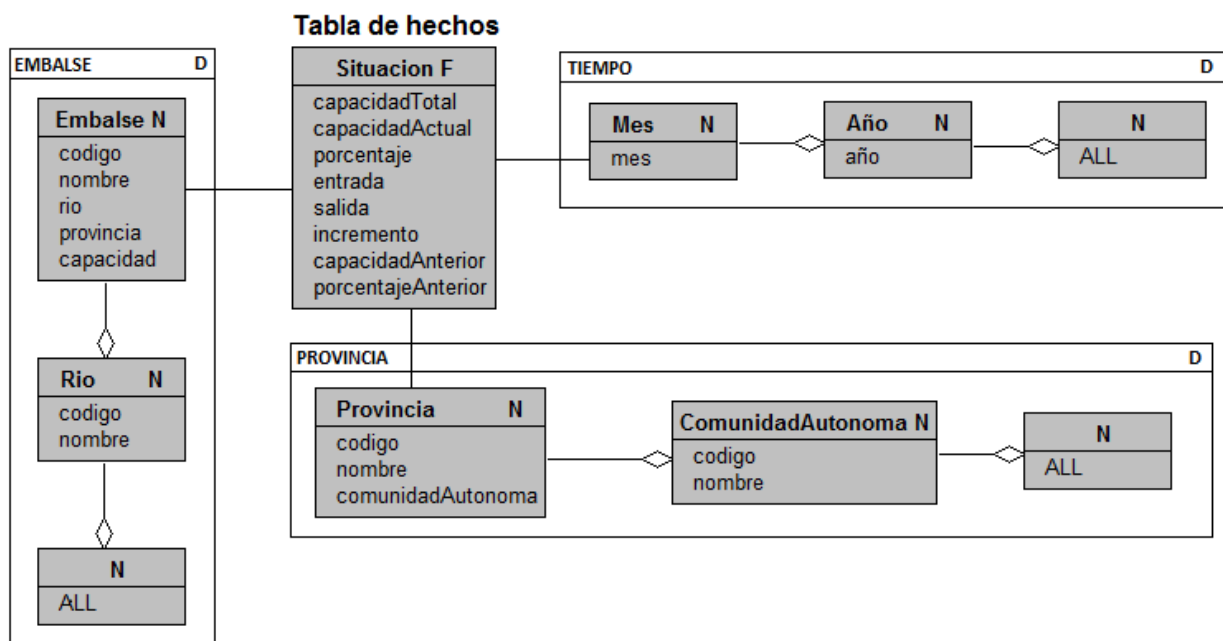 Tabla de hechos
EMBALSE D
Embalse N
codigo
nombre
rio
provincia
capacidad
Rio N
codigo
nombre
N
ALL
Situacion F
capacidadTotal
capacidadActual
porcentaje
entrada
salida
incremento
capacidadAnterior
porcentajeAnterior
TIEMPO D
Mes N
mes
Año N
año
N
ALL
PROVINCIA D
Provincia N
codigo
nombre
comunidadAutonoma
ComunidadAutonoma N
codigo
nombre
N
ALL